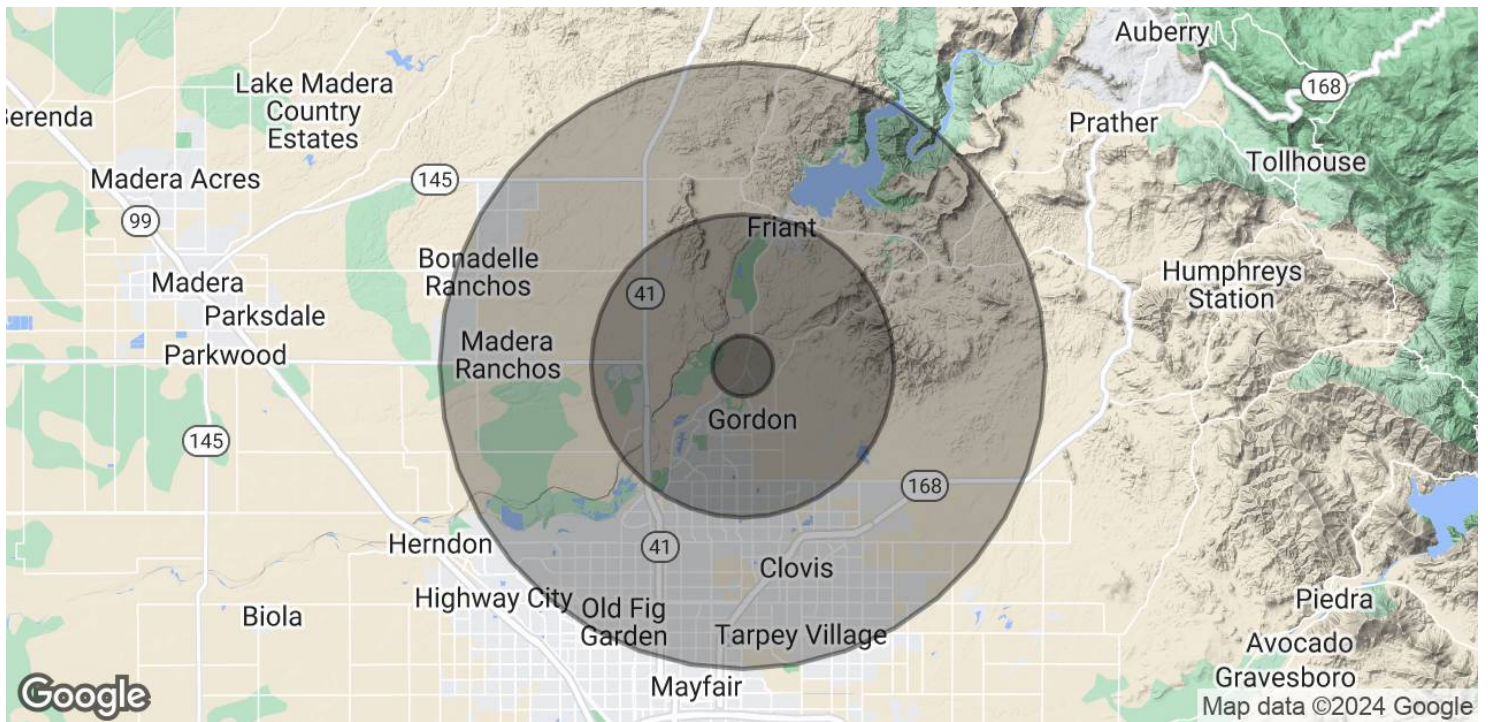 Auberry
168
Lake Madera
Country
Estates
Prather
Tollhouse
Madera Acres
145
99
Friant
Bonadelle
Ranchos
Humphreys
Station
Madera
41
Parksdale
Madera
Ranchos
Parkwood
Gordon
145
168
Herndon
41
Clovis
Highway City
Old Fig
Garden
Piedra
Biola
Tarpey Village
Avocado
Mayfair
Gravesboro
Google
Map data ©2024 Google